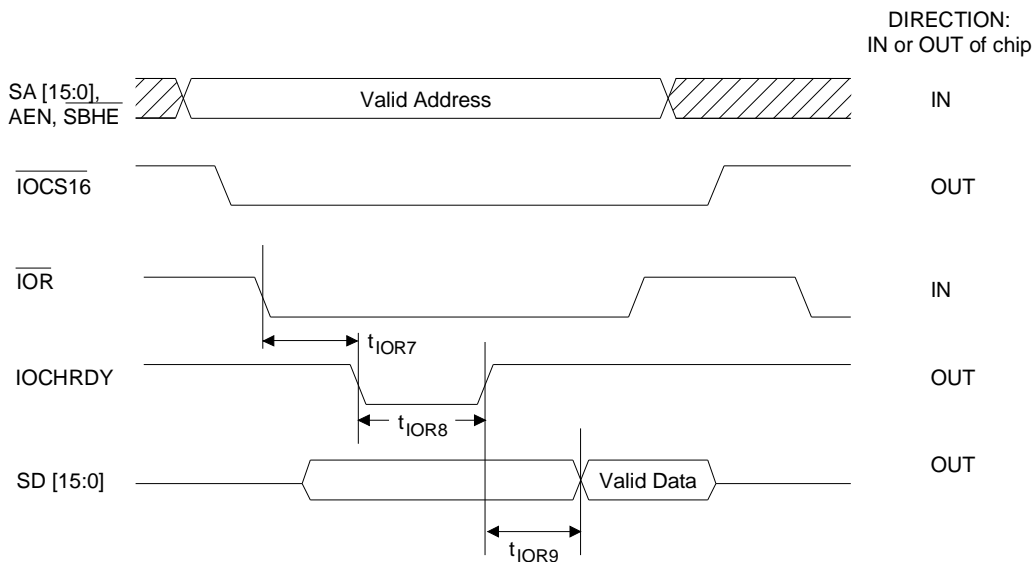 DIRECTION:
IN or OUT of chip
SA [15:0],
AEN, SBHE
Valid Address
IN
IOCS16
OUT
IOR
IN
tIOR7
IOCHRDY
OUT
tIOR8
OUT
SD [15:0]
Valid Data
tIOR9